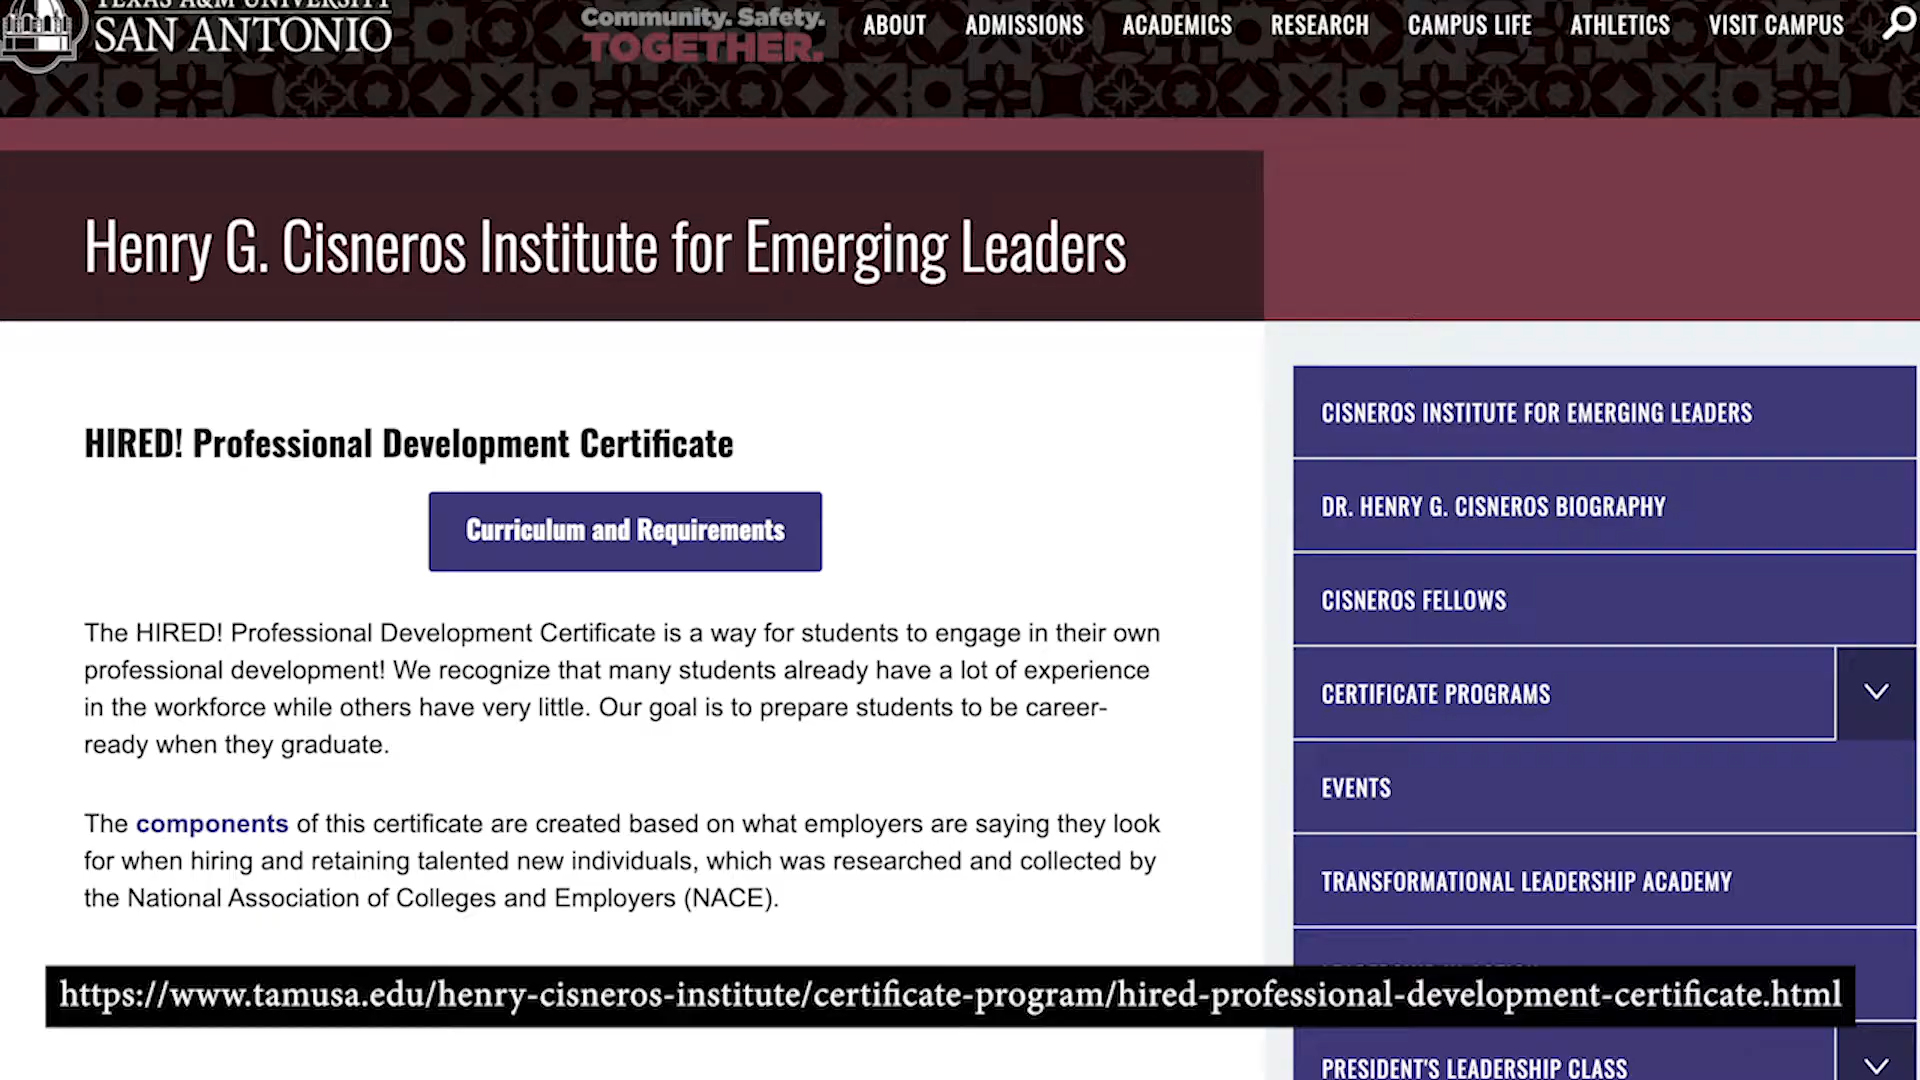 TEXAS A&M UNIVERSITY
SAN ANTONIO
Community. Safety.
TOGETHER.
ABOUT
ADMISSIONS
ACADEMICS
RESEARCH
CAMPUS LIFE
ATHLETICS
VISIT CAMPUS
Henry G. Cisneros Institute for Emerging Leaders
HIRED! Professional Development Certificate
Curriculum and Requirements
The HIRED! Professional Development Certificate is a way for students to engage in their own
professional development! We recognize that many students already have a lot of experience
in the workforce while others have very little. Our goal is to prepare students to be career-
ready when they graduate.
The components of this certificate are created based on what employers are saying they look
for when hiring and retaining talented new individuals, which was researched and collected by
the National Association of Colleges and Employers (NACE).
CISNEROS INSTITUTE FOR EMERGING LEADERS
DR. HENRY G. CISNEROS BIOGRAPHY
CISNEROS FELLOWS
CERTIFICATE PROGRAMS
EVENTS
TRANSFORMATIONAL LEADERSHIP ACADEMY
https://www.tamusa.edu/henry-cisneros-institute/certificate-program/hired-professional-development-certificate.html
PRESIDENT'S LEADERSHIP CLASS